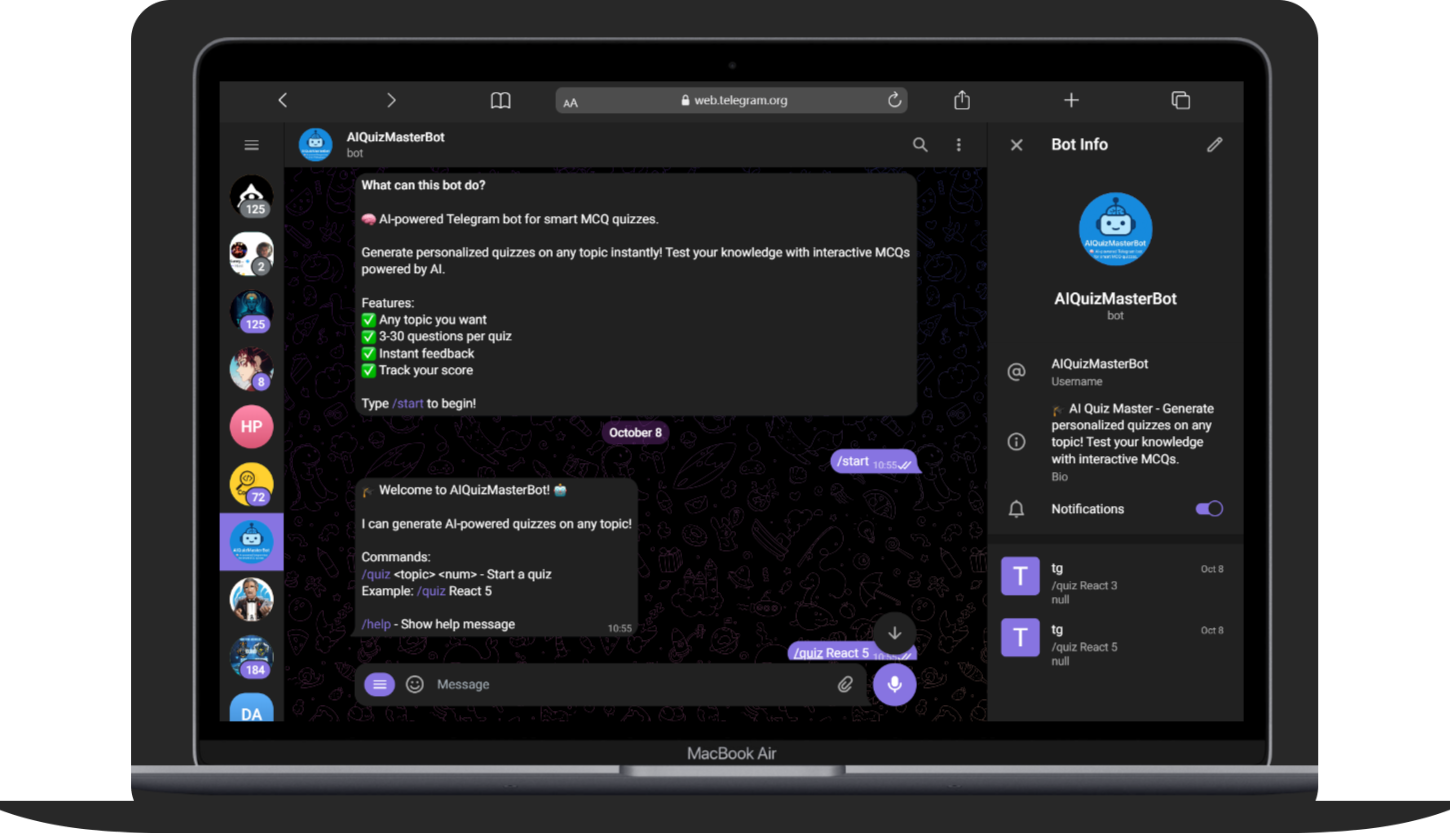 AA web.telegram.org
AIQuizMasterBot
bot
Bot Info
What can this bot do?
🧠 AI-powered Telegram bot for smart MCQ quizzes.
Generate personalized quizzes on any topic instantly! Test your knowledge with interactive MCQs
powered by AI.
Features:
✅ Any topic you want
✅ 3-30 questions per quiz
✅ Instant feedback
✅ Track your score
Type /start to begin!
October 8
/start 10:55
🎓 Welcome to AIQuizMasterBot! 🤖
I can generate AI-powered quizzes on any topic!
Commands:
/quiz <topic> <num> - Start a quiz
Example: /quiz React 5
/help - Show help message 10:55
/quiz React 5 10:55
Message
125
2
125
8
HP
72
184
DA
AIQuizMasterBot
AIQuizMasterBot
bot
AIQuizMasterBot
Username
🎓 AI Quiz Master - Generate
personalized quizzes on any
topic! Test your knowledge
with interactive MCQs.
Bio
Notifications
T
tg Oct 8
/quiz React 3
null
T
tg Oct 8
/quiz React 5
null
MacBook Air